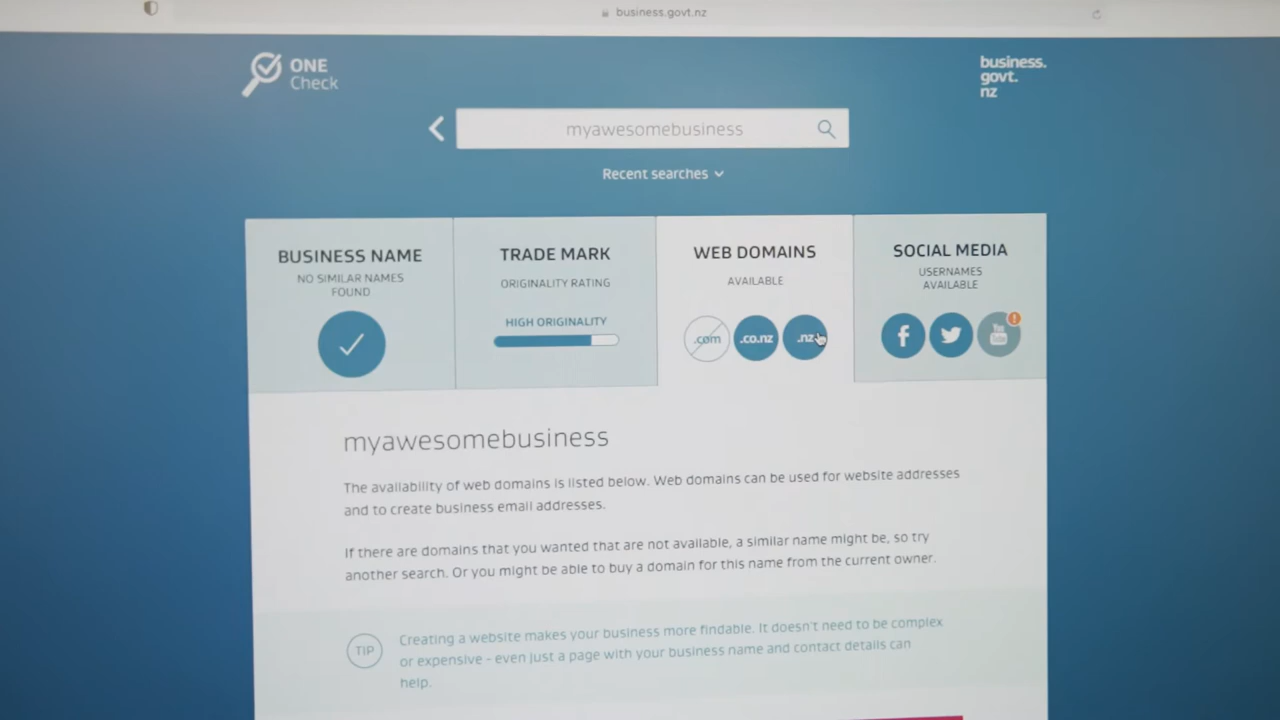 business.govt.nz
ONE
Check
business.
govt.
nz
myawesomebusiness
Recent searches
BUSINESS NAME
NO SIMILAR NAMES
FOUND
TRADE MARK
ORIGINALITY RATING
HIGH ORIGINALITY
WEB DOMAINS
AVAILABLE
.com
.co.nz
.nz
SOCIAL MEDIA
USERNAMES
AVAILABLE
You
Tube
!
myawesomebusiness
The availability of web domains is listed below. Web domains can be used for website addresses
and to create business email addresses.
If there are domains that you wanted that are not available, a similar name might be, so try
another search. Or you might be able to buy a domain for this name from the current owner.
TIP
Creating a website makes your business more findable. It doesn't need to be complex
or expensive - even just a page with your business name and contact details can
help.